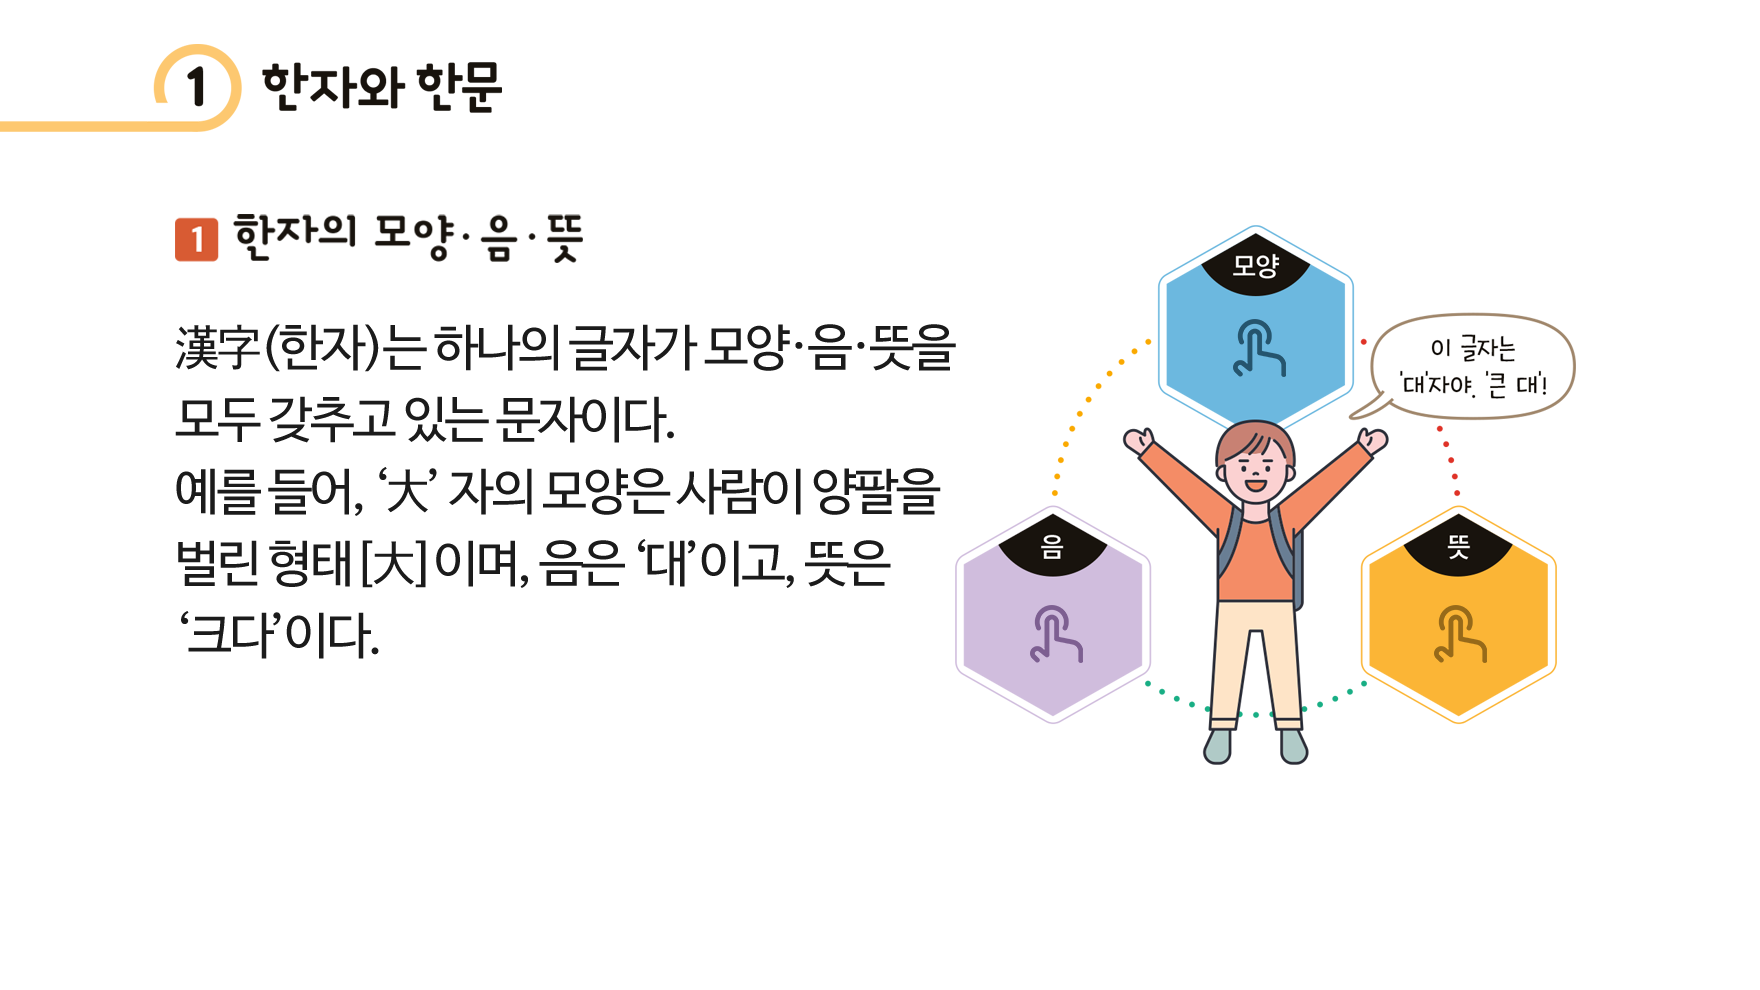 1 한자와 한문
1 한자의 모양·음·뜻
漢字(한자)는 하나의 글자가 모양·음·뜻을
모두 갖추고 있는 문자이다.
예를 들어, ‘大’ 자의 모양은 사람이 양팔을
벌린 형태[大]이며, 음은 ‘대’이고, 뜻은
‘크다’이다.
모양
이 글자는
'대'자야. '큰 대'!
음
뜻